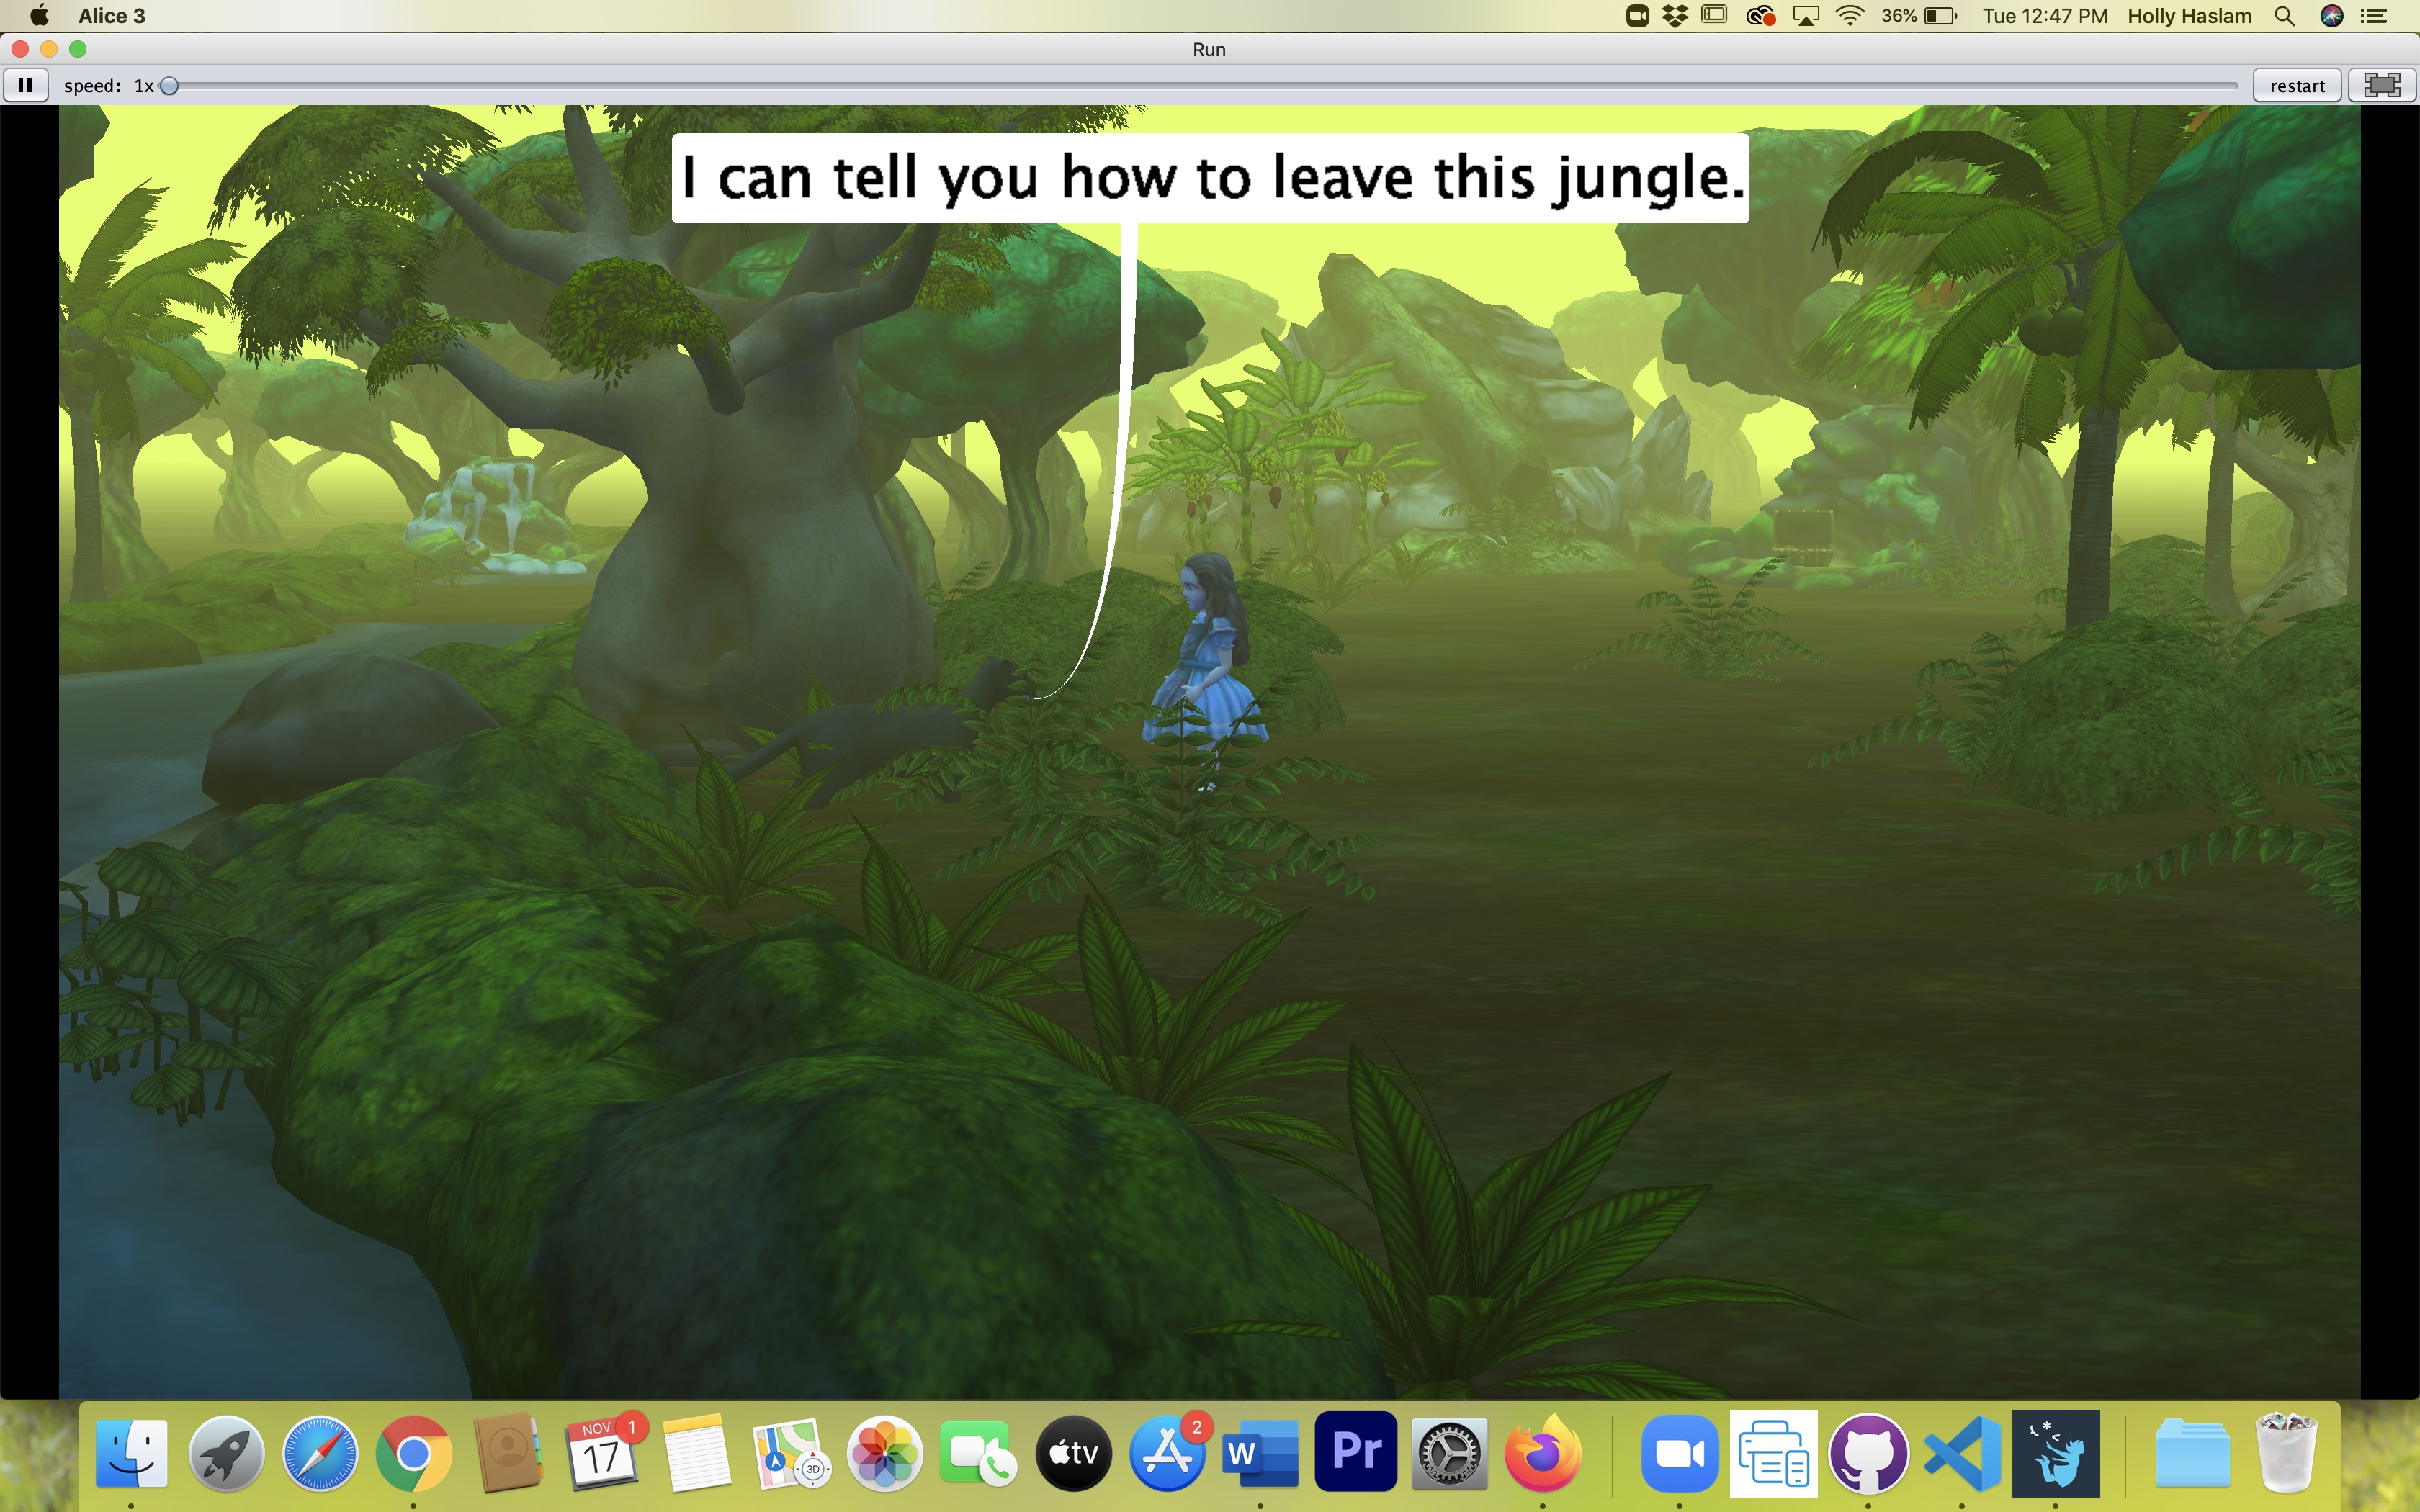 Alice 3
36%
Tue 12:47 PM
Holly Haslam
Run
speed: 1x
restart
I can tell you how to leave this jungle.
NOV
17
1
3D
tv
2
W
Pr